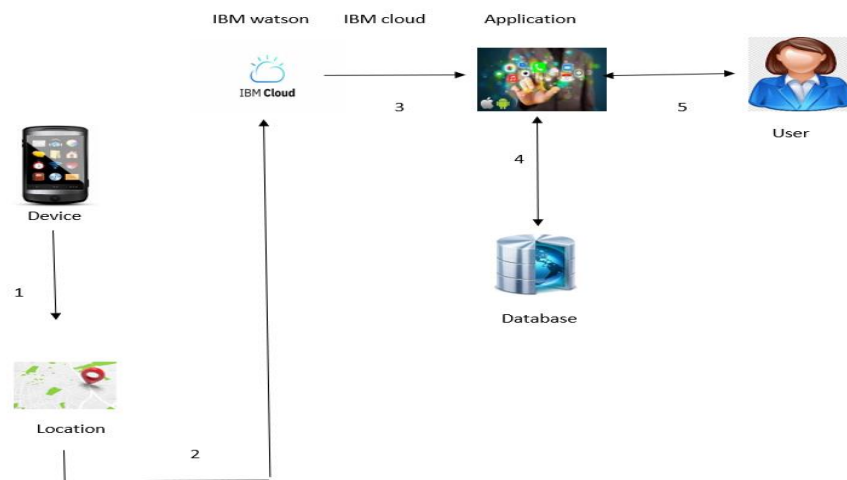 IBM watson
IBM cloud
Application
IBM Cloud
3
5
User
Device
4
1
Database
Location
2